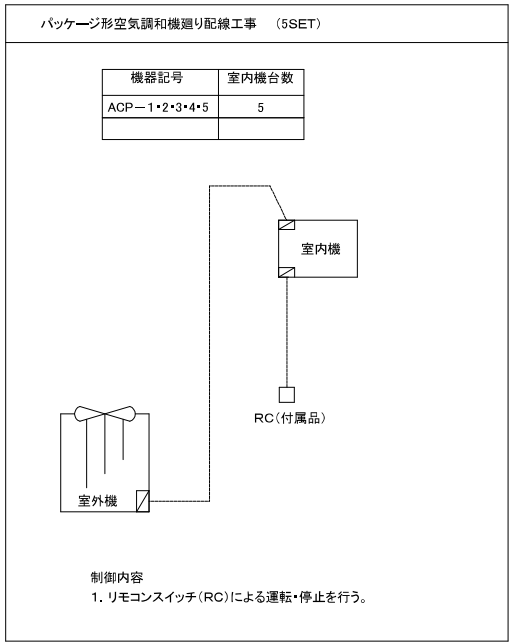 パッケージ形空気調和機廻り配線工事　（5SET）
機器記号　室内機台数
ACP－1・2・3・4・5　5
室内機
RC（付属品）
室外機
制御内容
1．リモコンスイッチ（RC）による運転・停止を行う。